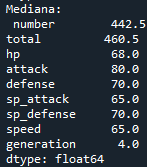 Mediana:
number 442.5
total 460.5
hp 68.0
attack 80.0
defense 70.0
sp_attack 65.0
sp_defense 70.0
speed 65.0
generation 4.0
dtype: float64